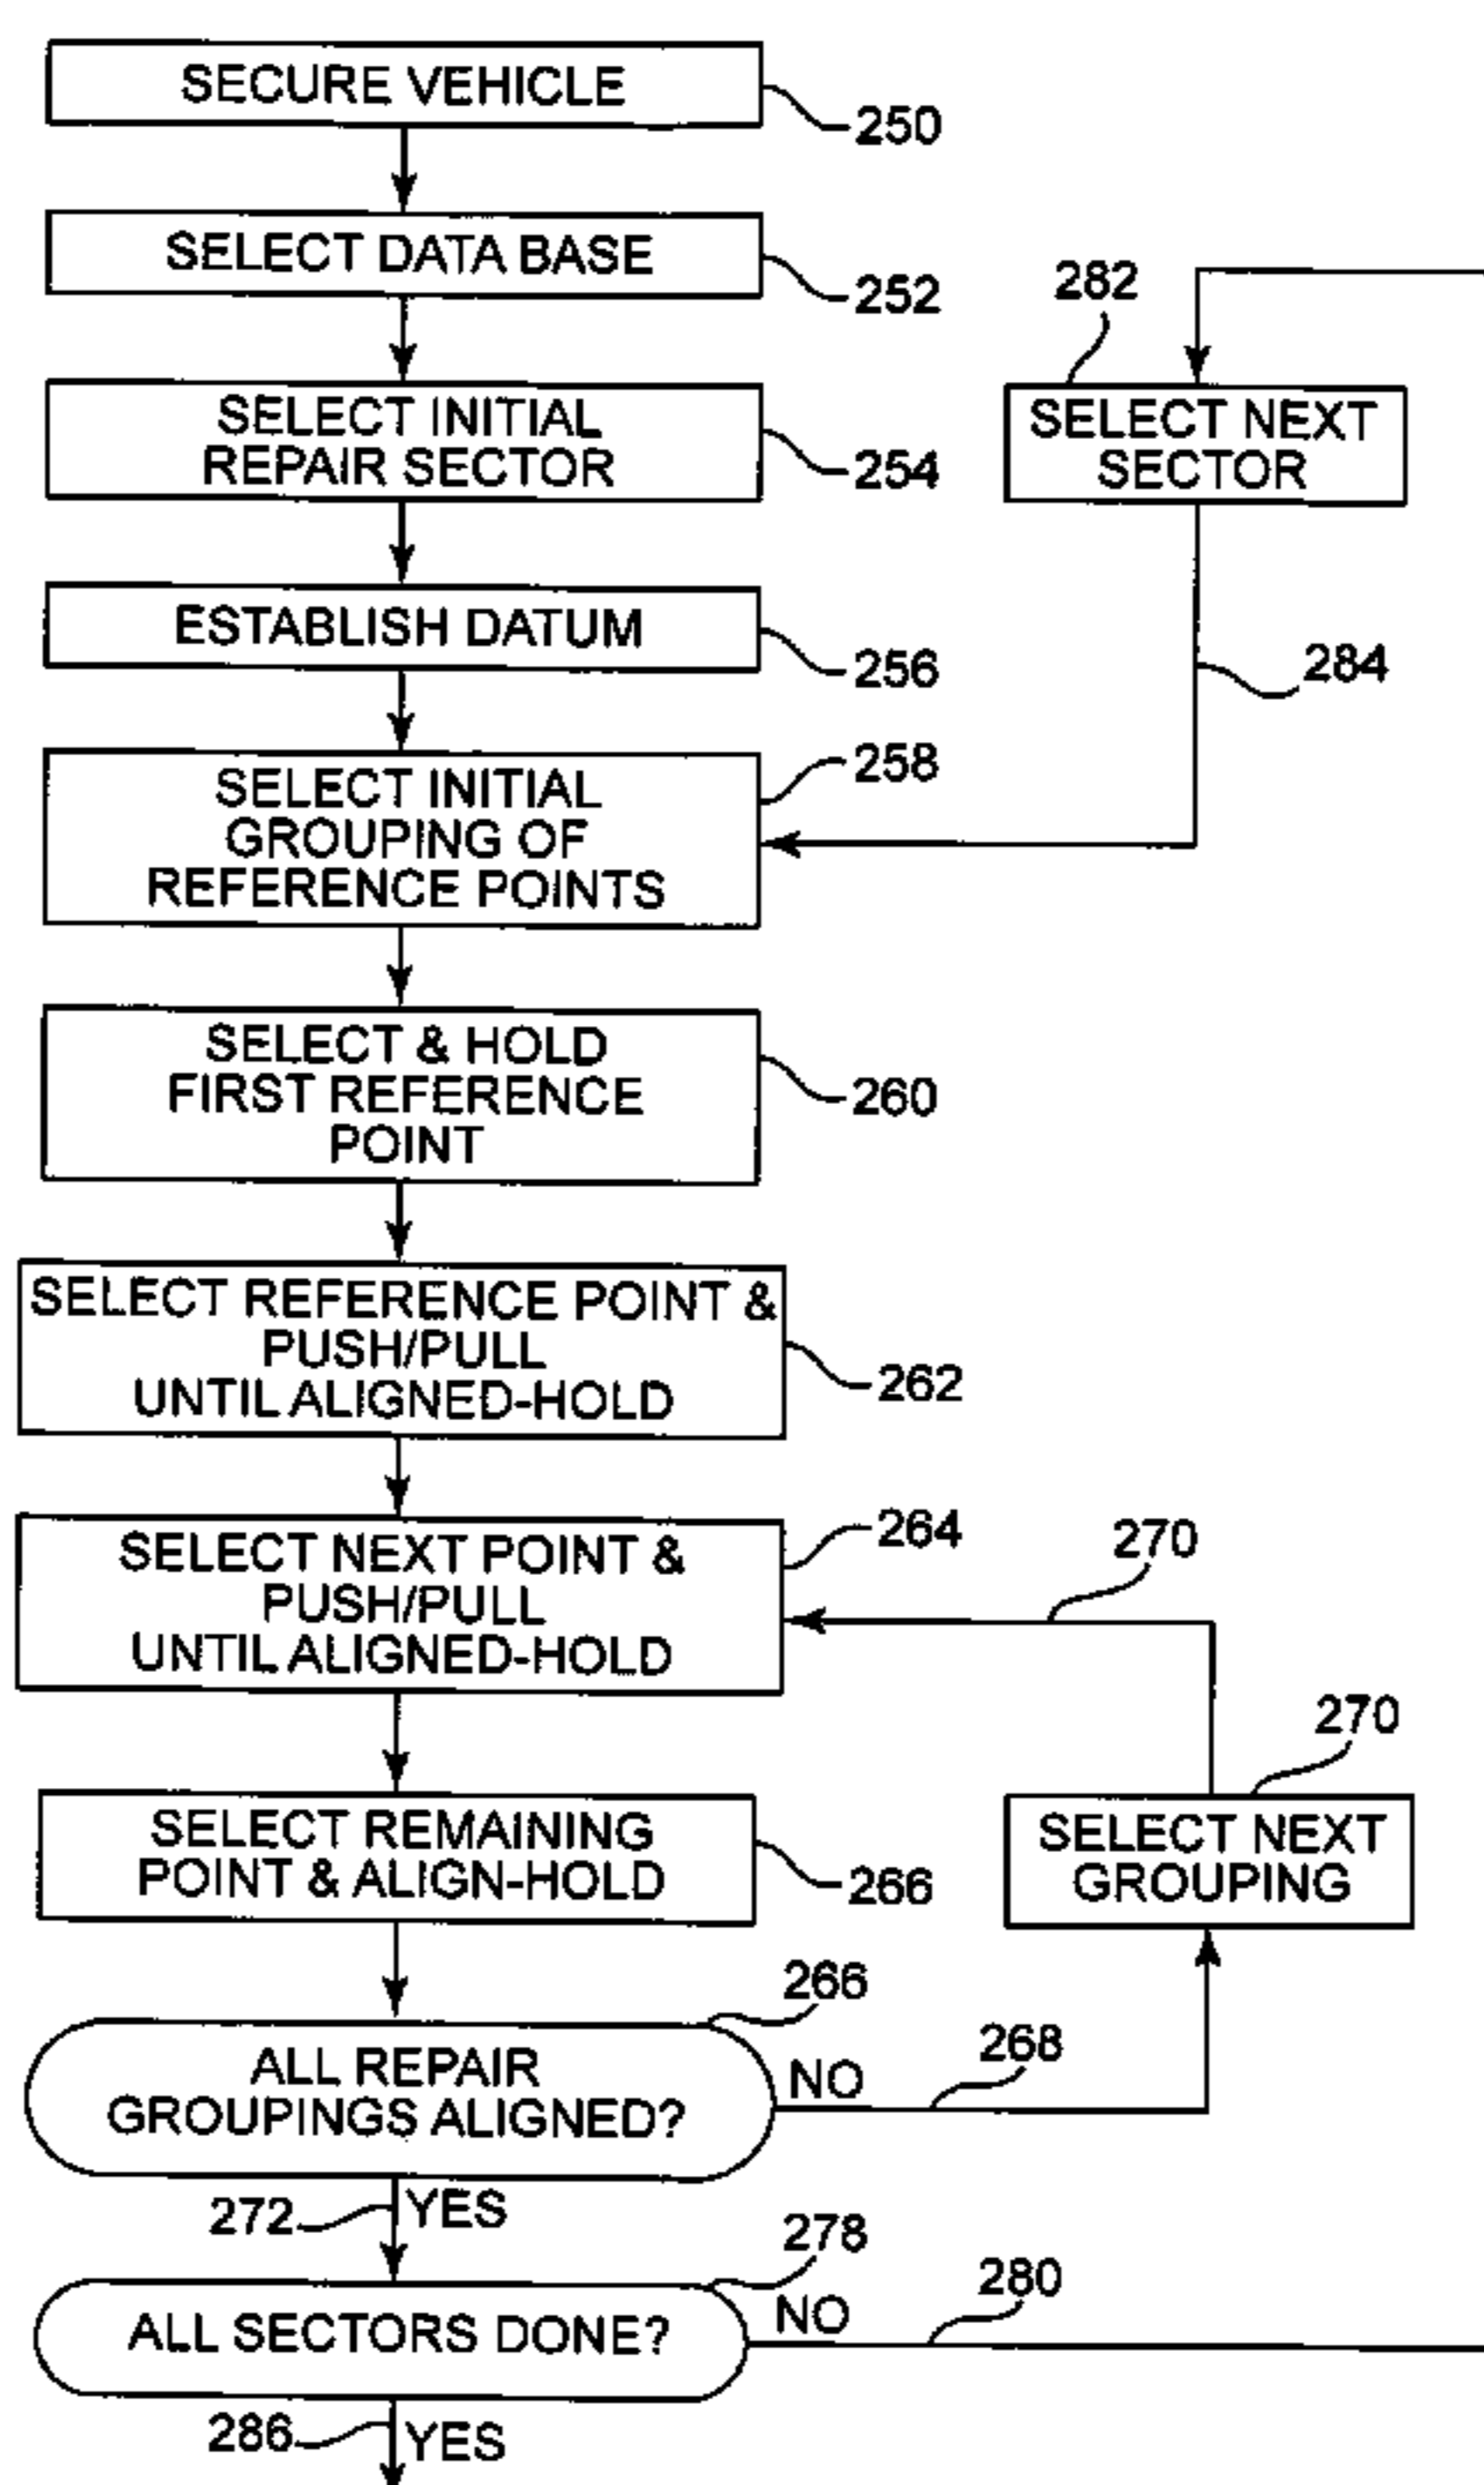 SECURE VEHICLE
250
SELECT DATA BASE
252
282
SELECT INITIAL
REPAIR SECTOR
254
SELECT NEXT
SECTOR
ESTABLISH DATUM
256
284
258
SELECT INITIAL
GROUPING OF
REFERENCE POINTS
SELECT & HOLD
FIRST REFERENCE
POINT
260
SELECT REFERENCE POINT &
PUSH/PULL
UNTIL ALIGNED-HOLD
262
264
270
SELECT NEXT POINT &
PUSH/PULL
UNTIL ALIGNED-HOLD
270
SELECT REMAINING
POINT & ALIGN-HOLD
266
SELECT NEXT
GROUPING
266
ALL REPAIR
GROUPINGS ALIGNED?
NO
268
272
YES
278
ALL SECTORS DONE?
NO
280
286
YES